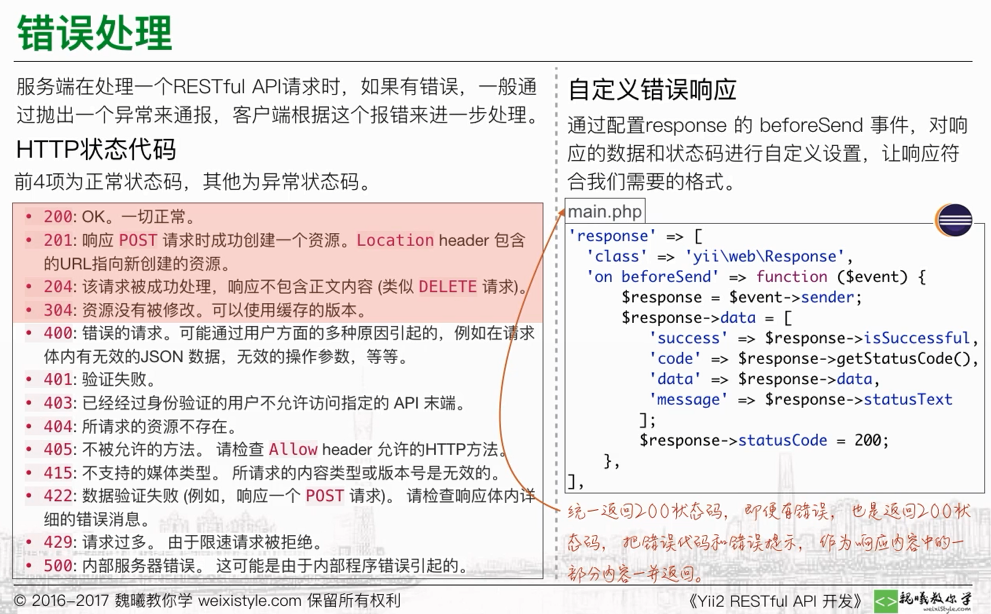 错误处理
服务端在处理一个RESTful API请求时，如果有错误，一般通
过抛出一个异常来通报，客户端根据这个报错来进一步处理。
HTTP状态代码
前4项为正常状态码，其他为异常状态码。
• 200: OK。一切正常。
• 201: 响应 POST 请求时成功创建一个资源。Location header 包含
的URL指向新创建的资源。
• 204: 该请求被成功处理，响应不包含正文内容 (类似 DELETE 请求)。
• 304: 资源没有被修改。可以使用缓存的版本。
• 400: 错误的请求。可能通过用户方面的多种原因引起的，例如在请求
体内有无效的JSON 数据，无效的操作参数，等等。
• 401: 验证失败。
• 403: 已经经过身份验证的用户不允许访问指定的 API 末端。
• 404: 所请求的资源不存在。
• 405: 不被允许的方法。 请检查 Allow header 允许的HTTP方法。
• 415: 不支持的媒体类型。 所请求的内容类型或版本号是无效的。
• 422: 数据验证失败 (例如，响应一个 POST 请求)。 请检查响应体内详
细的错误消息。
• 429: 请求过多。 由于限速请求被拒绝。
• 500: 内部服务器错误。 这可能是由于内部程序错误引起的。
自定义错误响应
通过配置response 的 beforeSend 事件，对响
应的数据和状态码进行自定义设置，让响应符
合我们需要的格式。
main.php
'response' => [
'class' => 'yii\web\Response',
'on beforeSend' => function ($event) {
$response = $event->sender;
$response->data = [
'success' => $response->isSuccessful,
'code' => $response->getStatusCode(),
'data' => $response->data,
'message' => $response->statusText
];
$response->statusCode = 200;
},
],
统一返回200状态码，即便有错误，也是返回200状
态码，把错误代码和错误提示，作为响应内容中的一
部分内容一并返回。
© 2016-2017 魏曦教你学 weixistyle.com 保留所有权利
《Yii2 RESTful API 开发》
<> 魏曦教你学
weixistyle.com